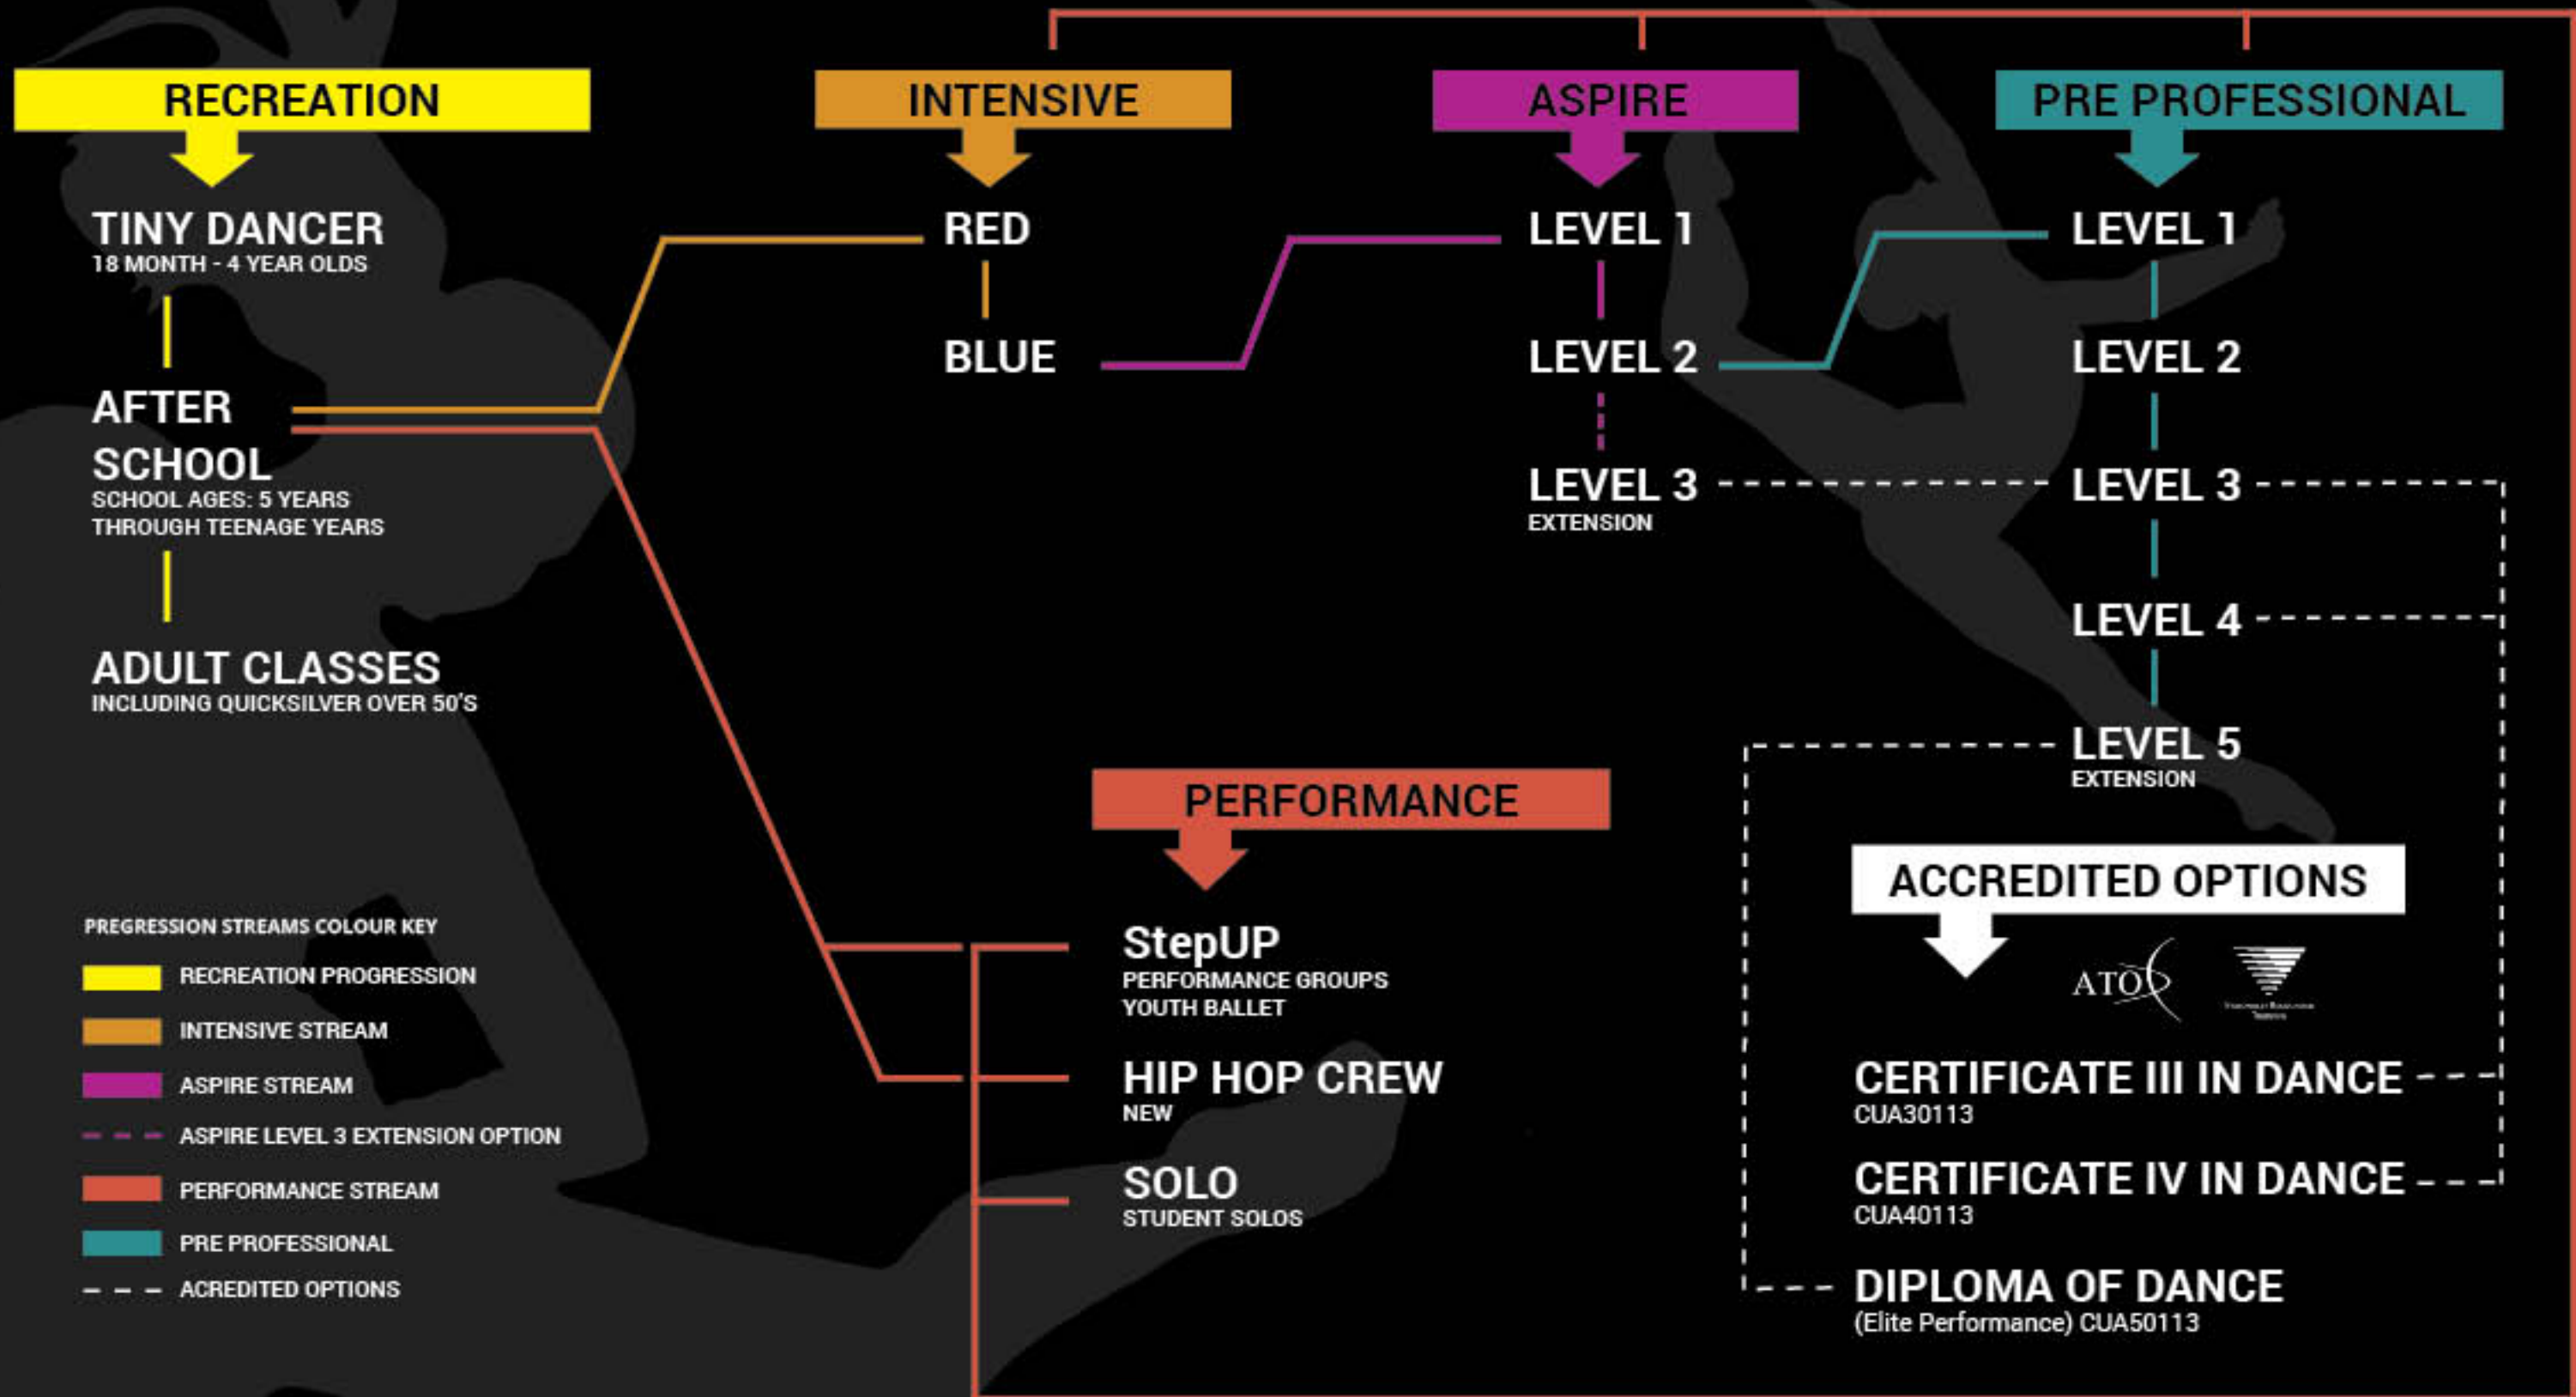 RECREATION
TINY DANCER
18 MONTH - 4 YEAR OLDS
AFTER
SCHOOL
SCHOOL AGES: 5 YEARS
THROUGH TEENAGE YEARS
ADULT CLASSES
INCLUDING QUICKSILVER OVER 50'S
INTENSIVE
RED
BLUE
ASPIRE
LEVEL 1
LEVEL 2
LEVEL 3
EXTENSION
PRE PROFESSIONAL
LEVEL 1
LEVEL 2
LEVEL 3
LEVEL 4
LEVEL 5
EXTENSION
PERFORMANCE
StepUP
PERFORMANCE GROUPS
YOUTH BALLET
HIP HOP CREW
NEW
SOLO
STUDENT SOLOS
ACCREDITED OPTIONS
ATO
CERTIFICATE III IN DANCE
CUA30113
CERTIFICATE IV IN DANCE
CUA40113
DIPLOMA OF DANCE
(Elite Performance) CUA50113
PREGRESSION STREAMS COLOUR KEY
RECREATION PROGRESSION
INTENSIVE STREAM
ASPIRE STREAM
ASPIRE LEVEL 3 EXTENSION OPTION
PERFORMANCE STREAM
PRE PROFESSIONAL
ACREDITED OPTIONS